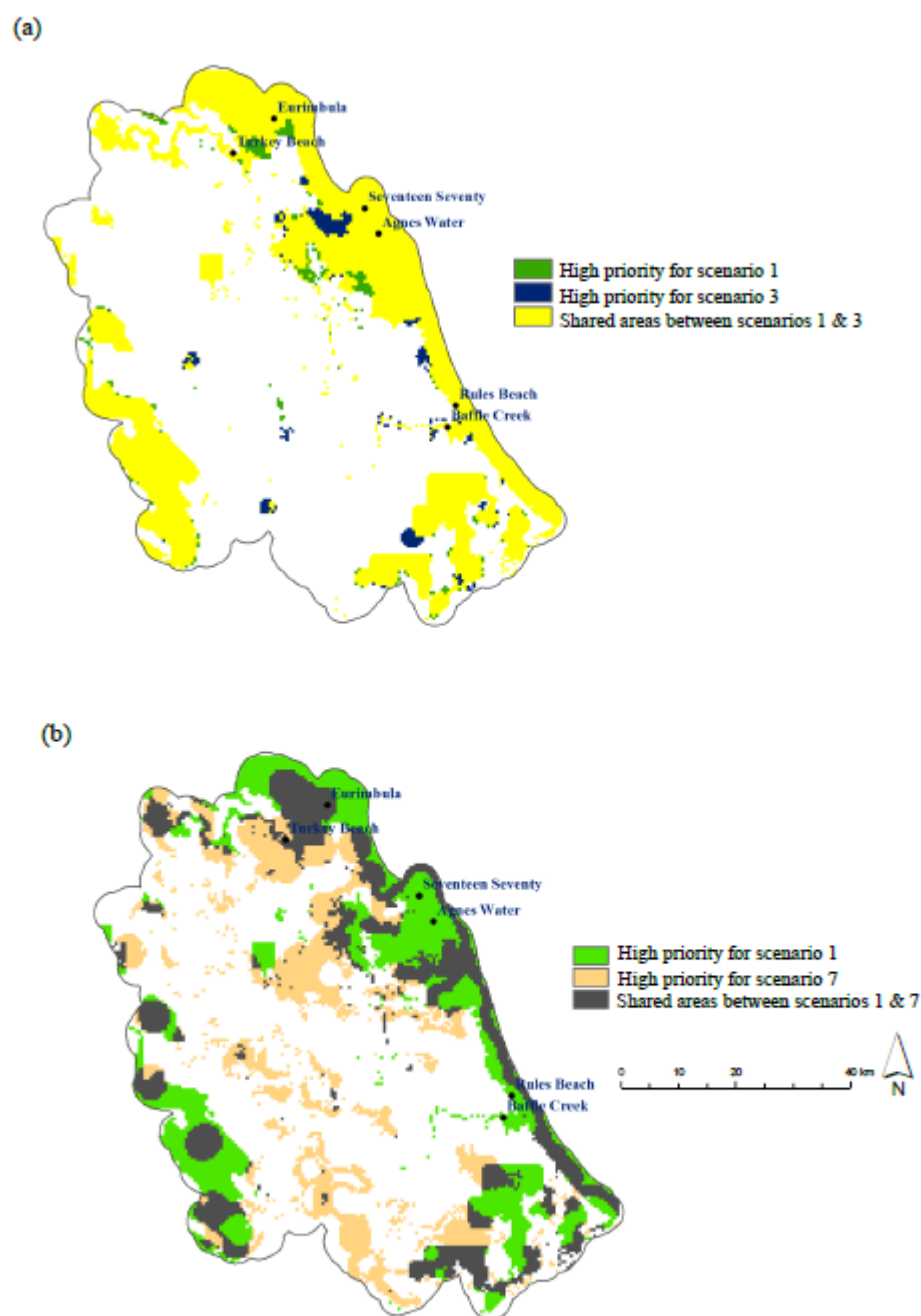 (a)
Eurimbula
Turkey Beach
Seventeen Seventy
Agnes Water
High priority for scenario 1
High priority for scenario 3
Shared areas between scenarios 1 & 3
Rules Beach
Baffle Creek
(b)
Eurimbula
Turkey Beach
Seventeen Seventy
Agnes Water
High priority for scenario 1
High priority for scenario 7
Shared areas between scenarios 1 & 7
Rules Beach
Baffle Creek
0 10 20 40 km
N